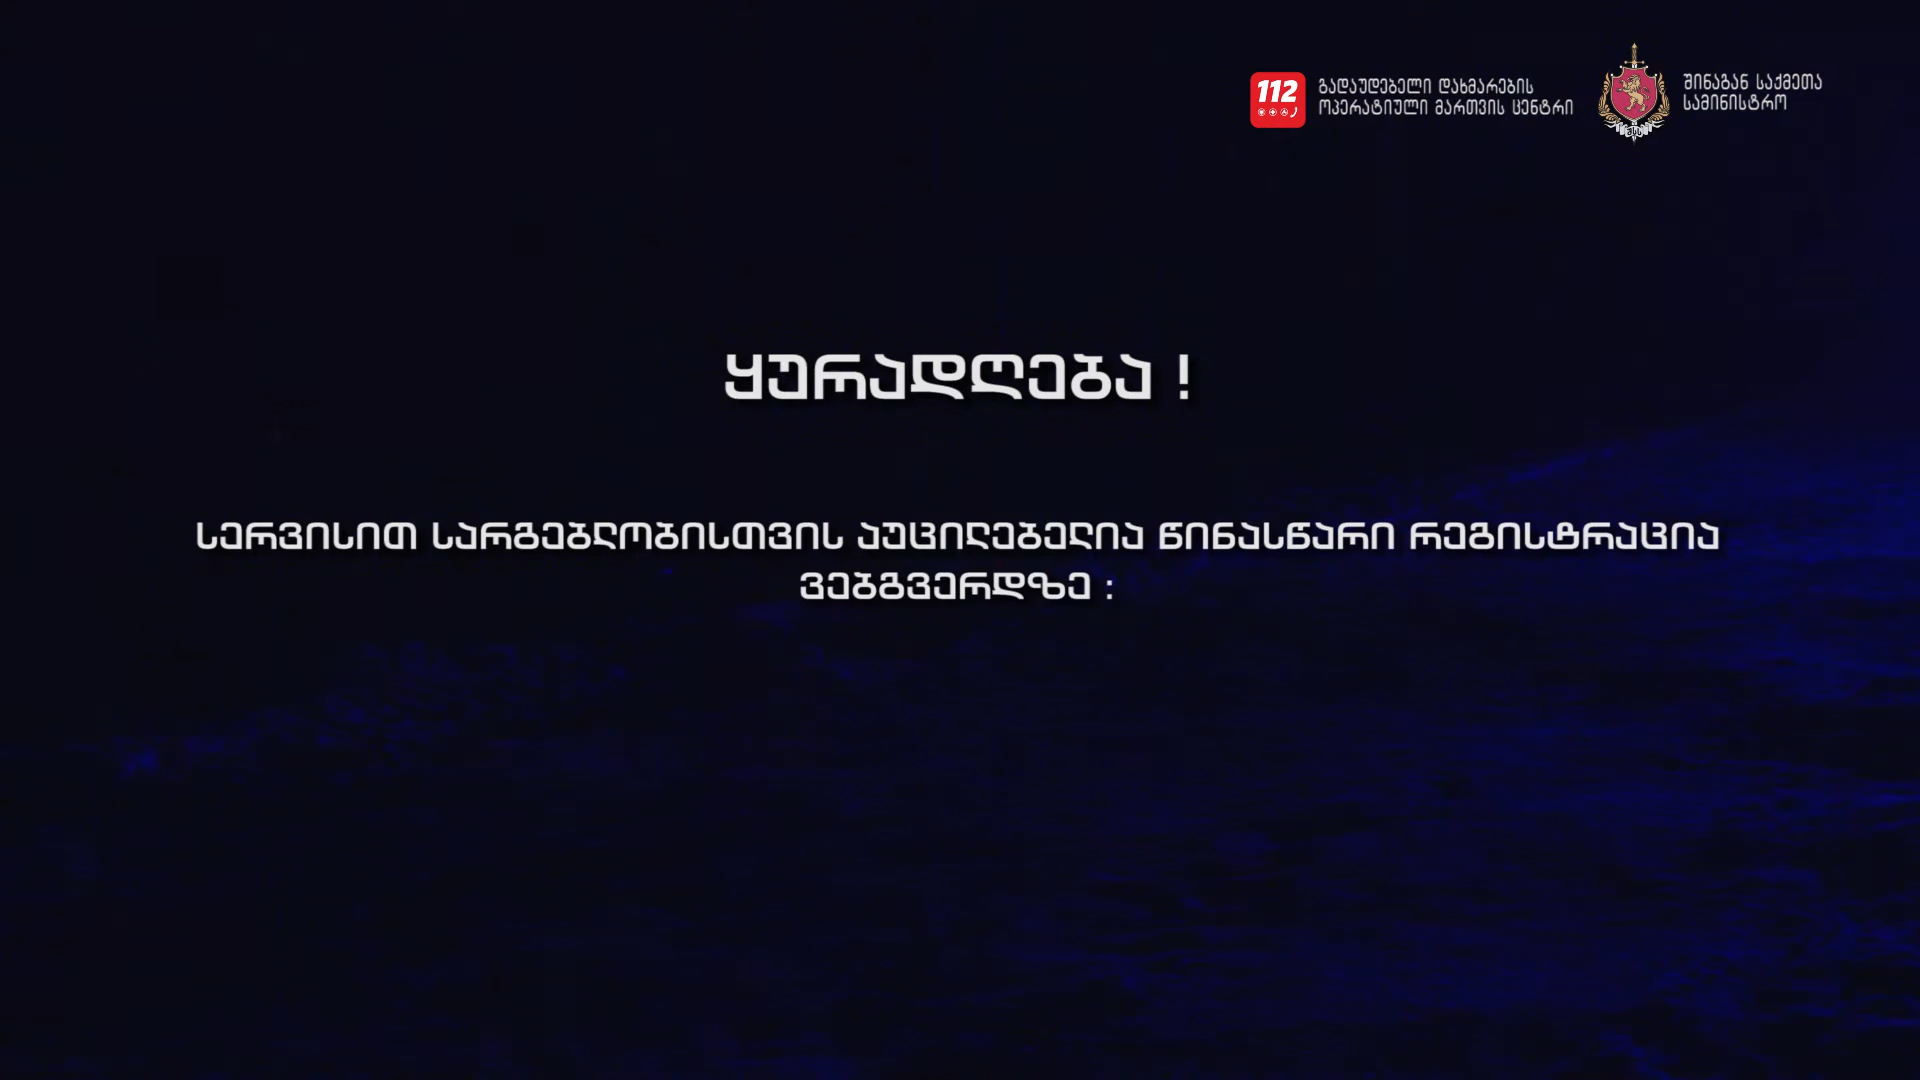 112
გადაუდებელი დახმარების
ოპერატიული მართვის ცენტრი
შინაგან საქმეთა
სამინისტრო
ყურადღება !
სერვისით სარგებლობისთვის აუცილებელია წინასწარი რეგისტრაცია
ვებგვერდზე :